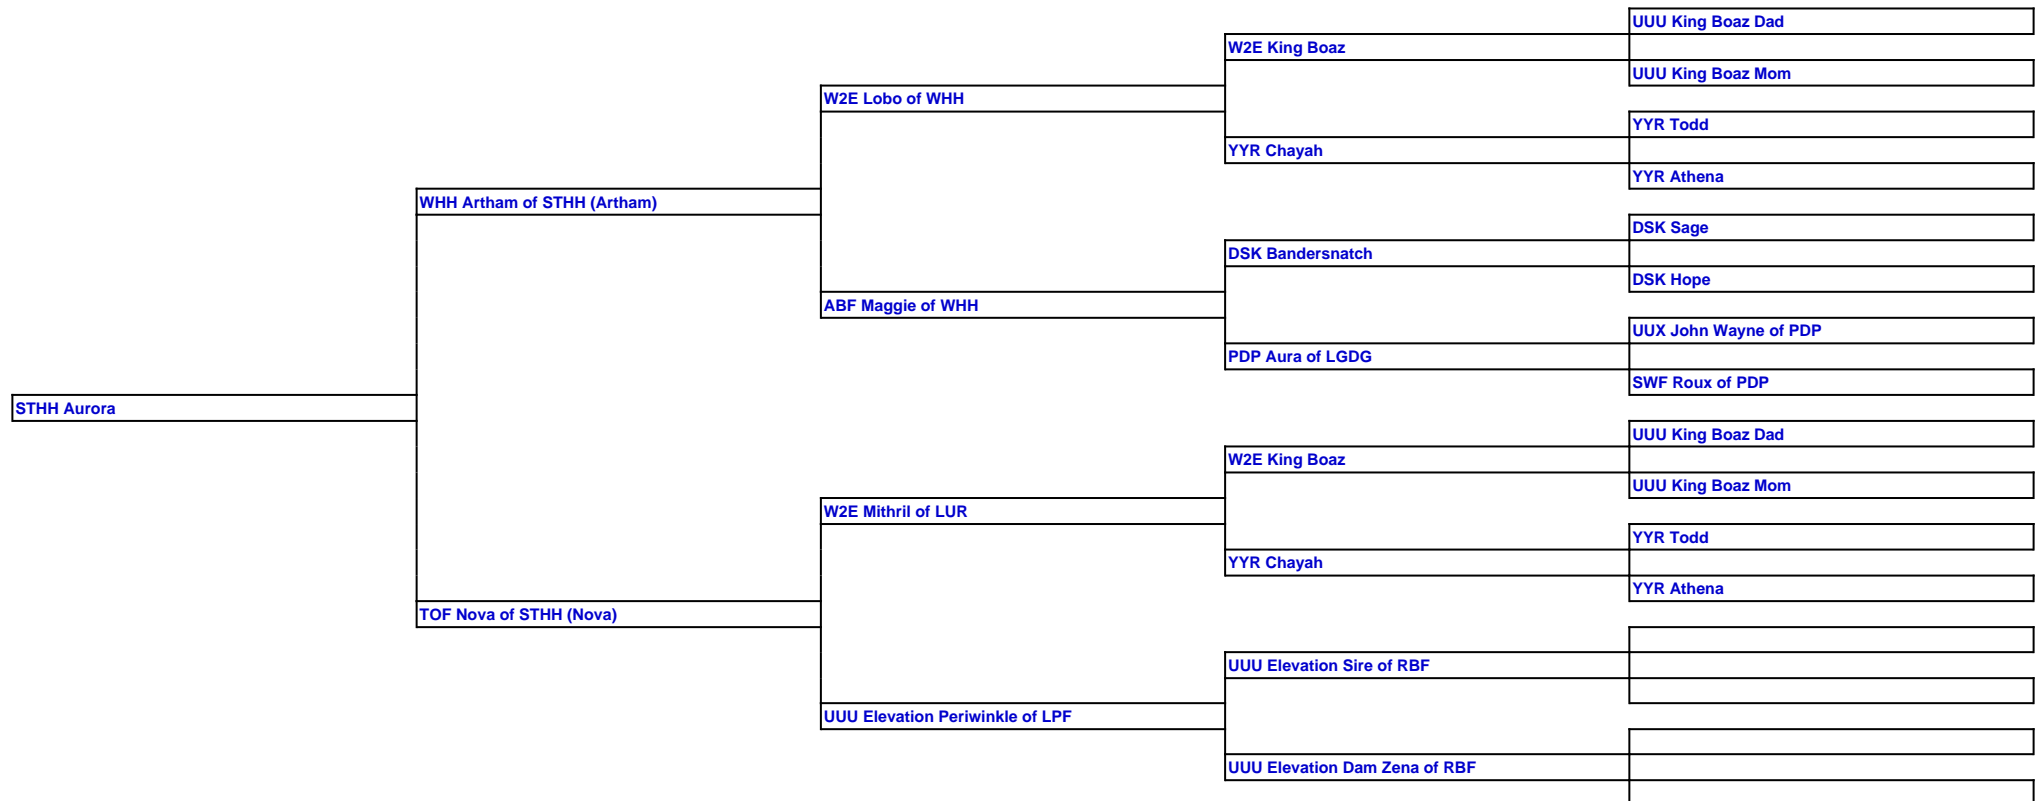 UUU King Boaz Dad
W2E King Boaz
UUU King Boaz Mom
W2E Lobo of WHH
YYR Todd
YYR Chayah
YYR Athena
WHH Artham of STHH (Artham)
DSK Sage
DSK Bandersnatch
DSK Hope
ABF Maggie of WHH
UUX John Wayne of PDP
PDP Aura of LGDG
SWF Roux of PDP
STHH Aurora
UUU King Boaz Dad
W2E King Boaz
UUU King Boaz Mom
W2E Mithril of LUR
YYR Todd
YYR Chayah
YYR Athena
TOF Nova of STHH (Nova)
UUU Elevation Sire of RBF
UUU Elevation Periwinkle of LPF
UUU Elevation Dam Zena of RBF